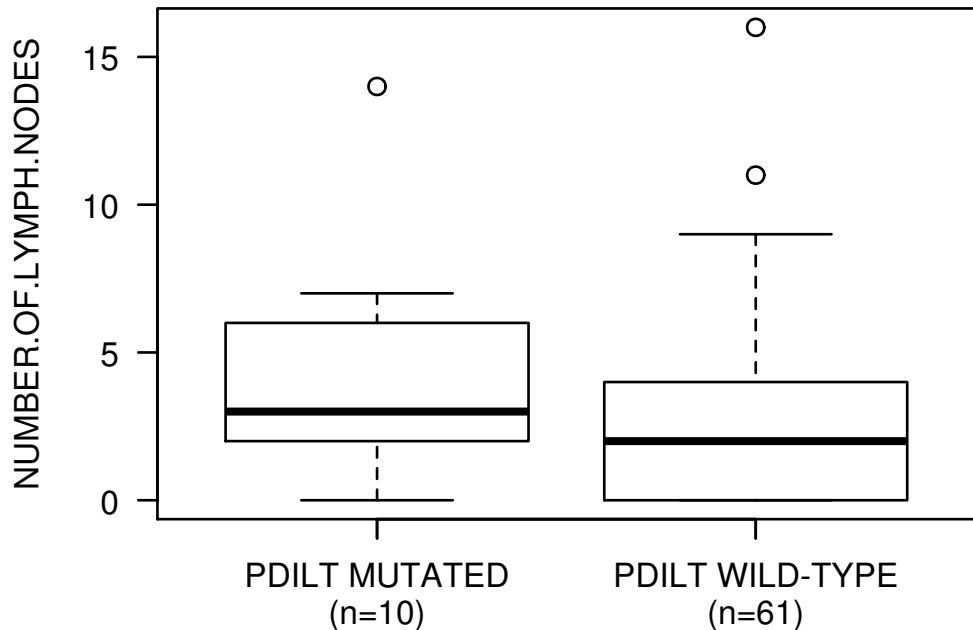 NUMBER.OF.LYMPH.NODES
15
10
5
0
PDILT MUTATED
(n=10)
PDILT WILD-TYPE
(n=61)